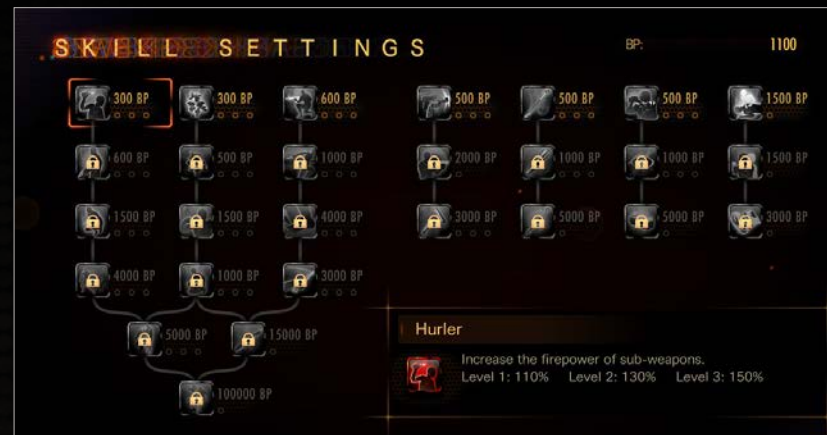 SKILL SETTINGS
BP: 1100
300 BP 300 BP 600 BP 500 BP 500 BP 500 BP 1500 BP
600 BP 500 BP 1000 BP 2000 BP 1000 BP 1000 BP 1500 BP
1500 BP 1500 BP 4000 BP 3000 BP 5000 BP 5000 BP 3000 BP
4000 BP 1000 BP 3000 BP
5000 BP 15000 BP
100000 BP
Hurler
Increase the firepower of sub-weapons.
Level 1: 110% Level 2: 130% Level 3: 150%